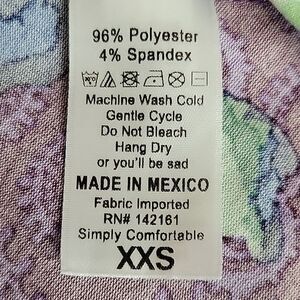 96% Polyester
4% Spandex
Machine Wash Cold
Gentle Cycle
Do Not Bleach
Hang Dry
or you'll be sad
MADE IN MEXICO
Fabric Imported
RN# 142161
Simply Comfortable
XXS